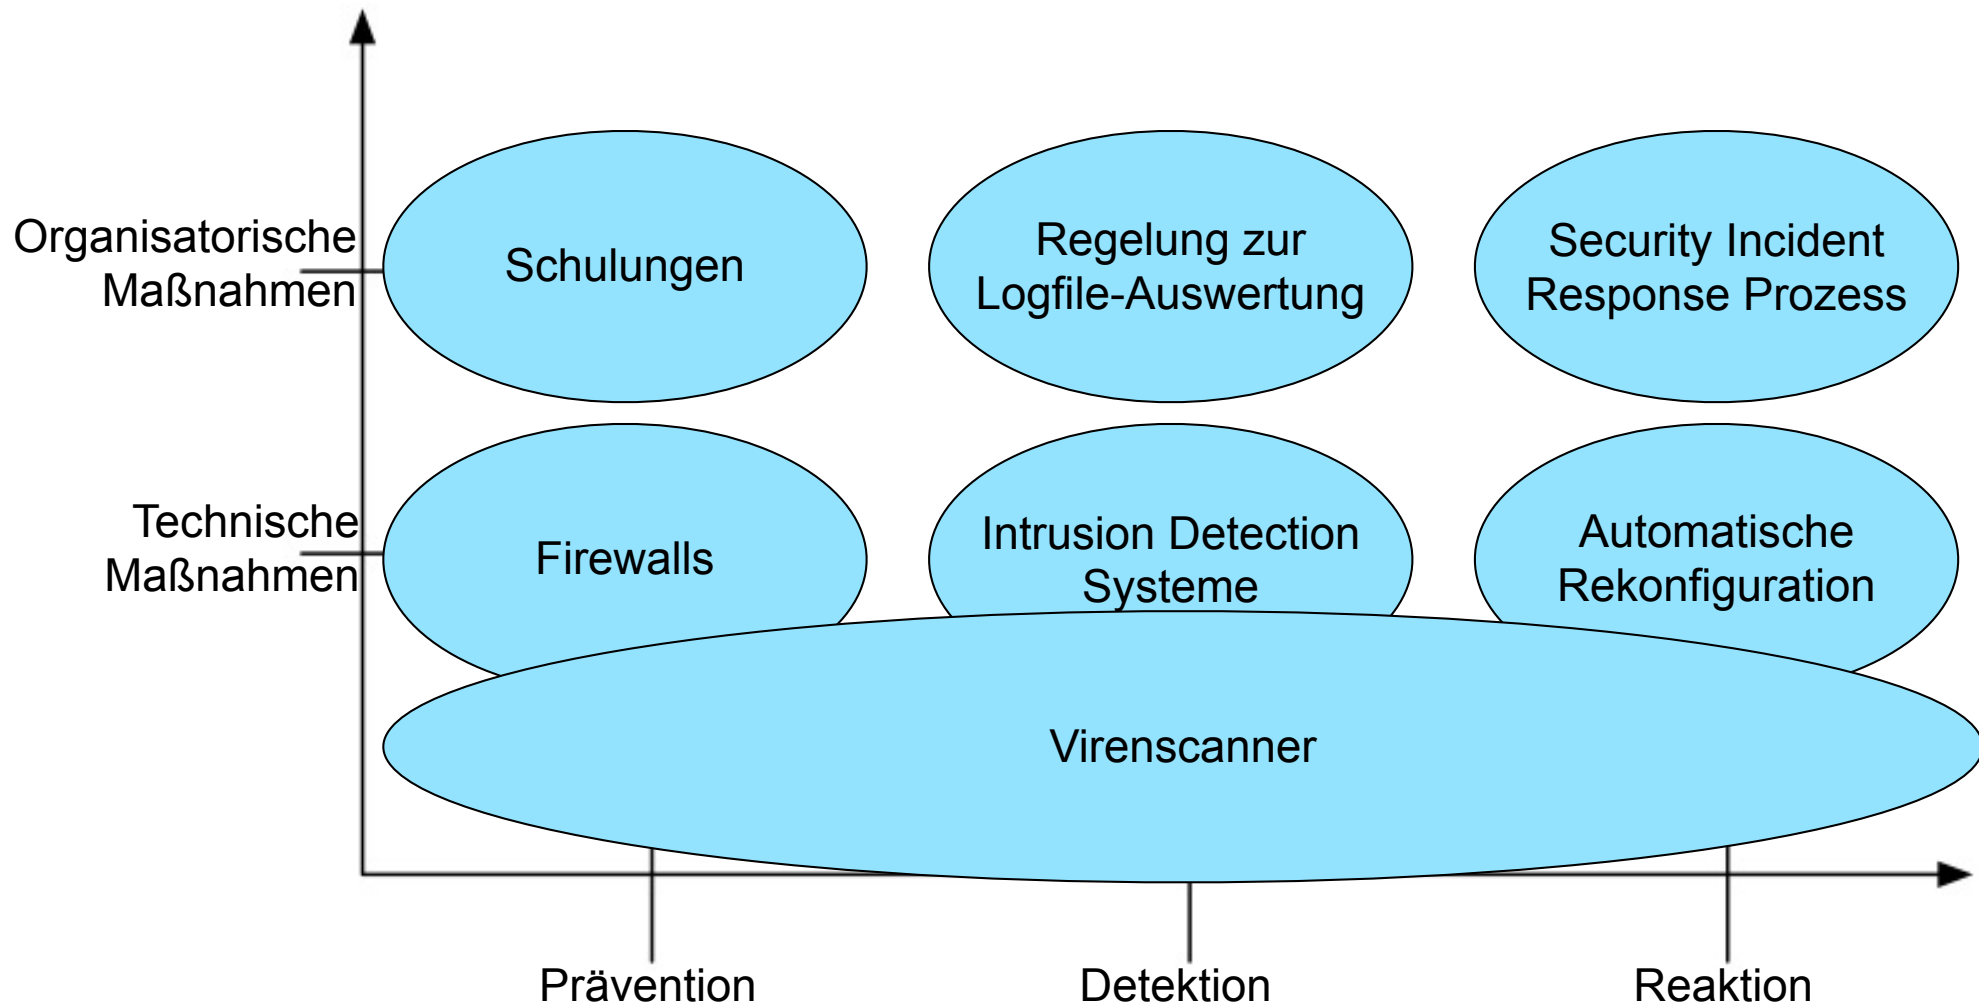 Organisatorische
Maßnahmen
Schulungen
Regelung zur
Logfile-Auswertung
Security Incident
Response Prozess
Technische
Maßnahmen
Firewalls
Intrusion Detection
Systeme
Automatische
Rekonfiguration
Virenscanner
Prävention
Detektion
Reaktion